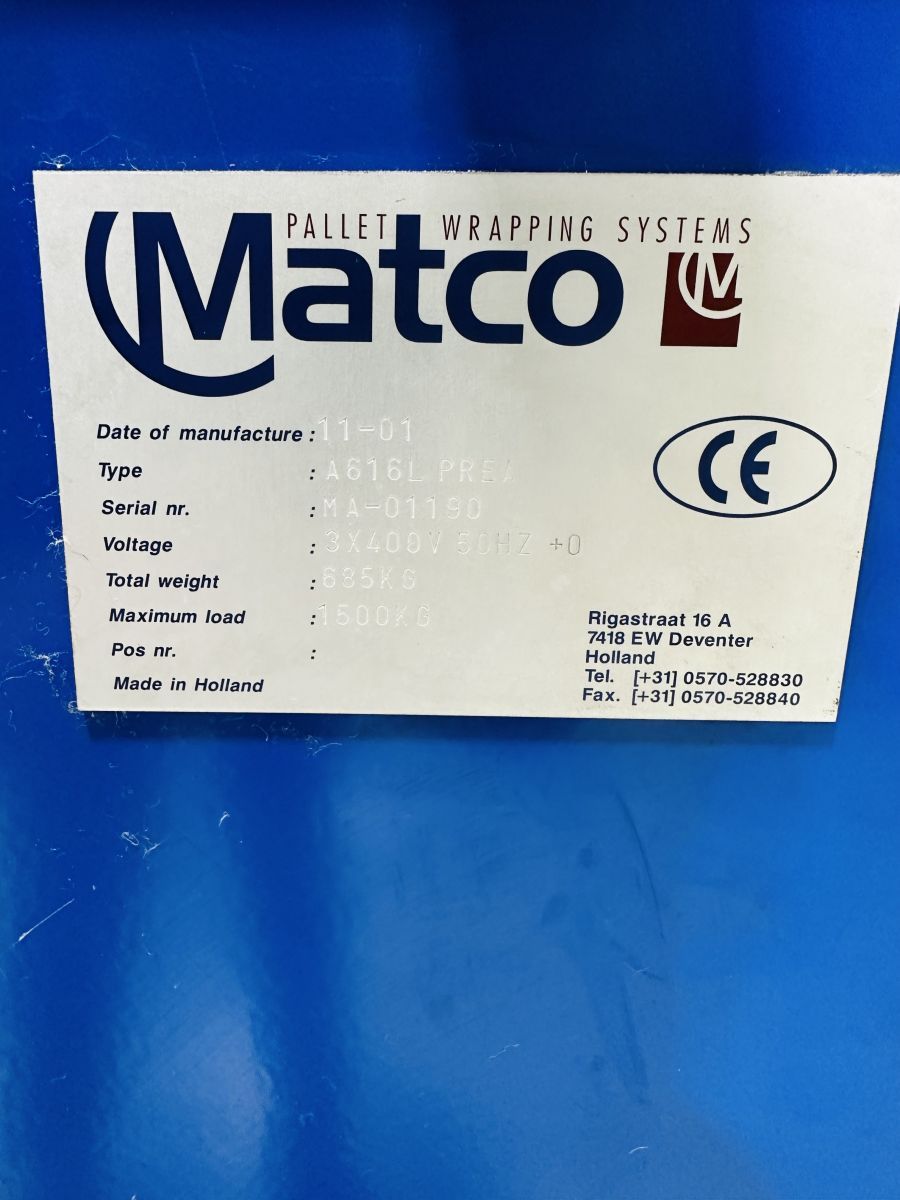 PALLET WRAPPING SYSTEMS
Matco
M
Date of manufacture : 11-01
Type : A616L PREA
Serial nr. : MA-01190
Voltage : 3X400V 50HZ +0
Total weight : 685KG
Maximum load : 1500KG
Pos nr. :
Made in Holland
CE
Rigastraat 16 A
7418 EW Deventer
Holland
Tel. [+31] 0570-528830
Fax. [+31] 0570-528840